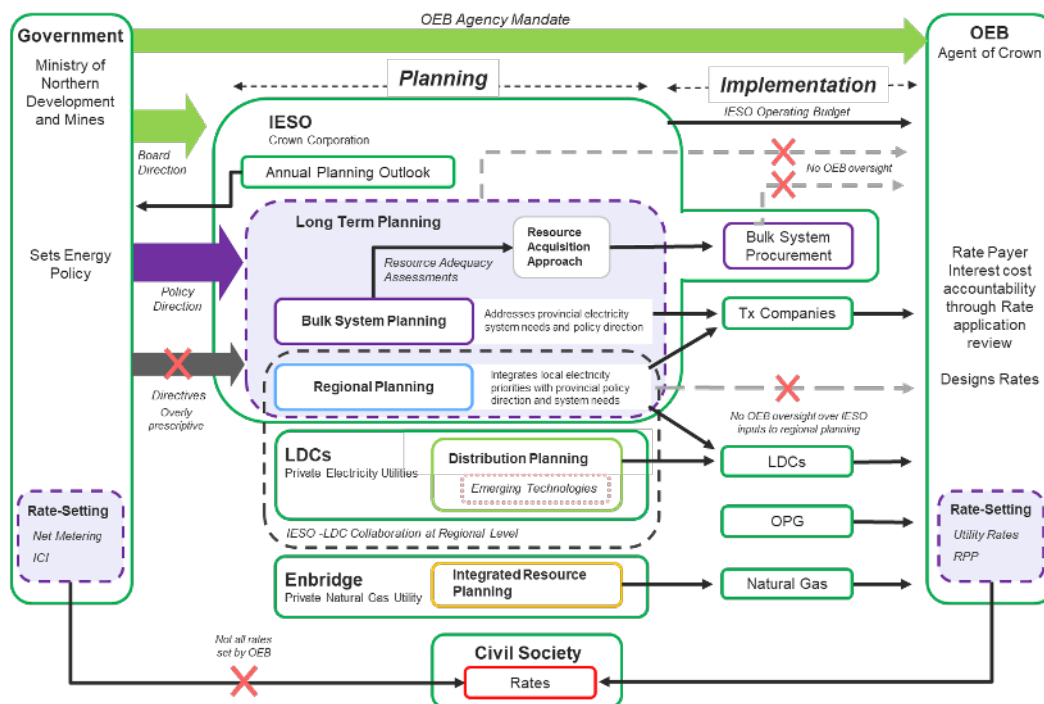 OEB Agency Mandate
Government
Ministry of
Northern
Development
and Mines
Board
Direction
Sets Energy
Policy
Policy
Direction
Directives
Overly
prescriptive
Rate-Setting
Net Metering
ICI
Planning
Implementation
IESO
Crown Corporation
IESO Operating Budget
Annual Planning Outlook
No OEB oversight
Long Term Planning
Resource
Acquisition
Approach
Resource Adequacy
Assessments
Bulk System
Procurement
Bulk System Planning
Addresses provincial electricity
system needs and policy direction
Tx Companies
Regional Planning
Integrates local electricity
priorities with provincial policy
direction and system needs
No OEB oversight over IESO
inputs to regional planning
LDCs
Private Electricity Utilities
Distribution Planning
Emerging Technologies
LDCs
IESO -LDC Collaboration at Regional Level
OPG
Enbridge
Private Natural Gas Utility
Integrated Resource
Planning
Natural Gas
OEB
Agent of Crown
Rate Payer
Interest cost
accountability
through Rate
application
review
Designs Rates
Rate-Setting
Utility Rates
RPP
Not all rates
set by OEB
Civil Society
Rates